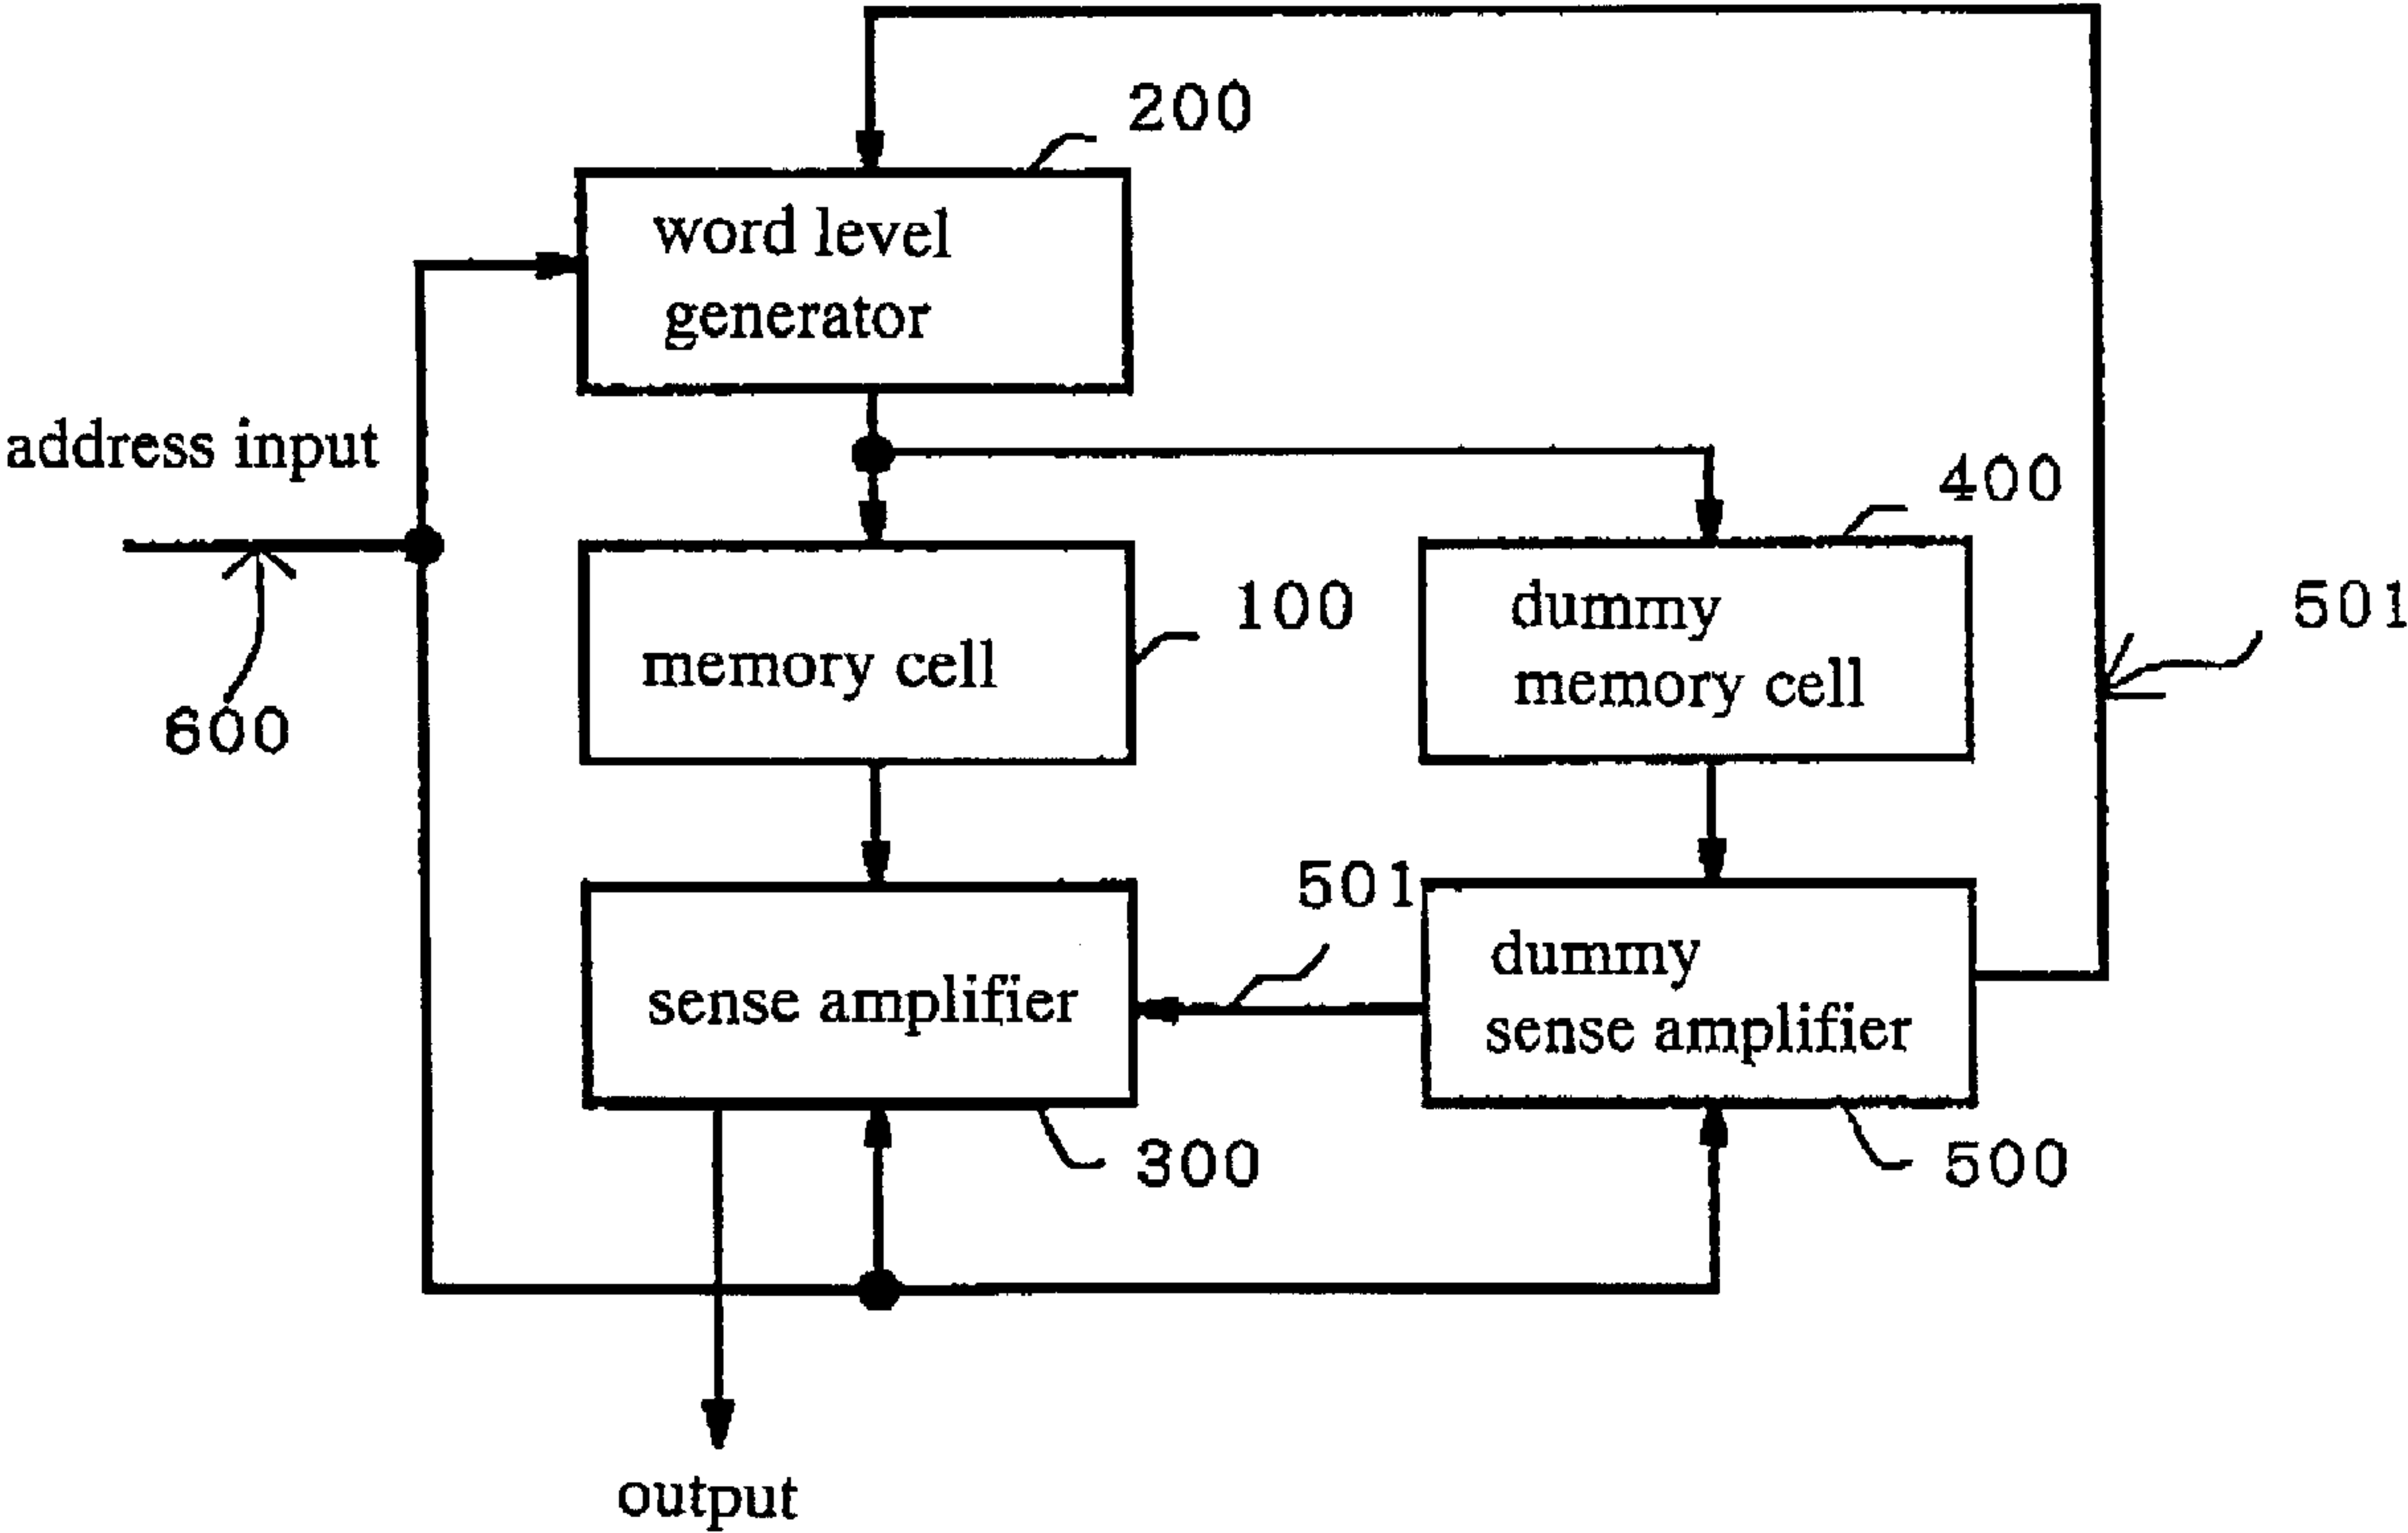 200
word level
generator
address input
400
dummy
memory cell
100
memory cell
501
600
501
dummy
sense amplifier
sense amplifier
300
500
output